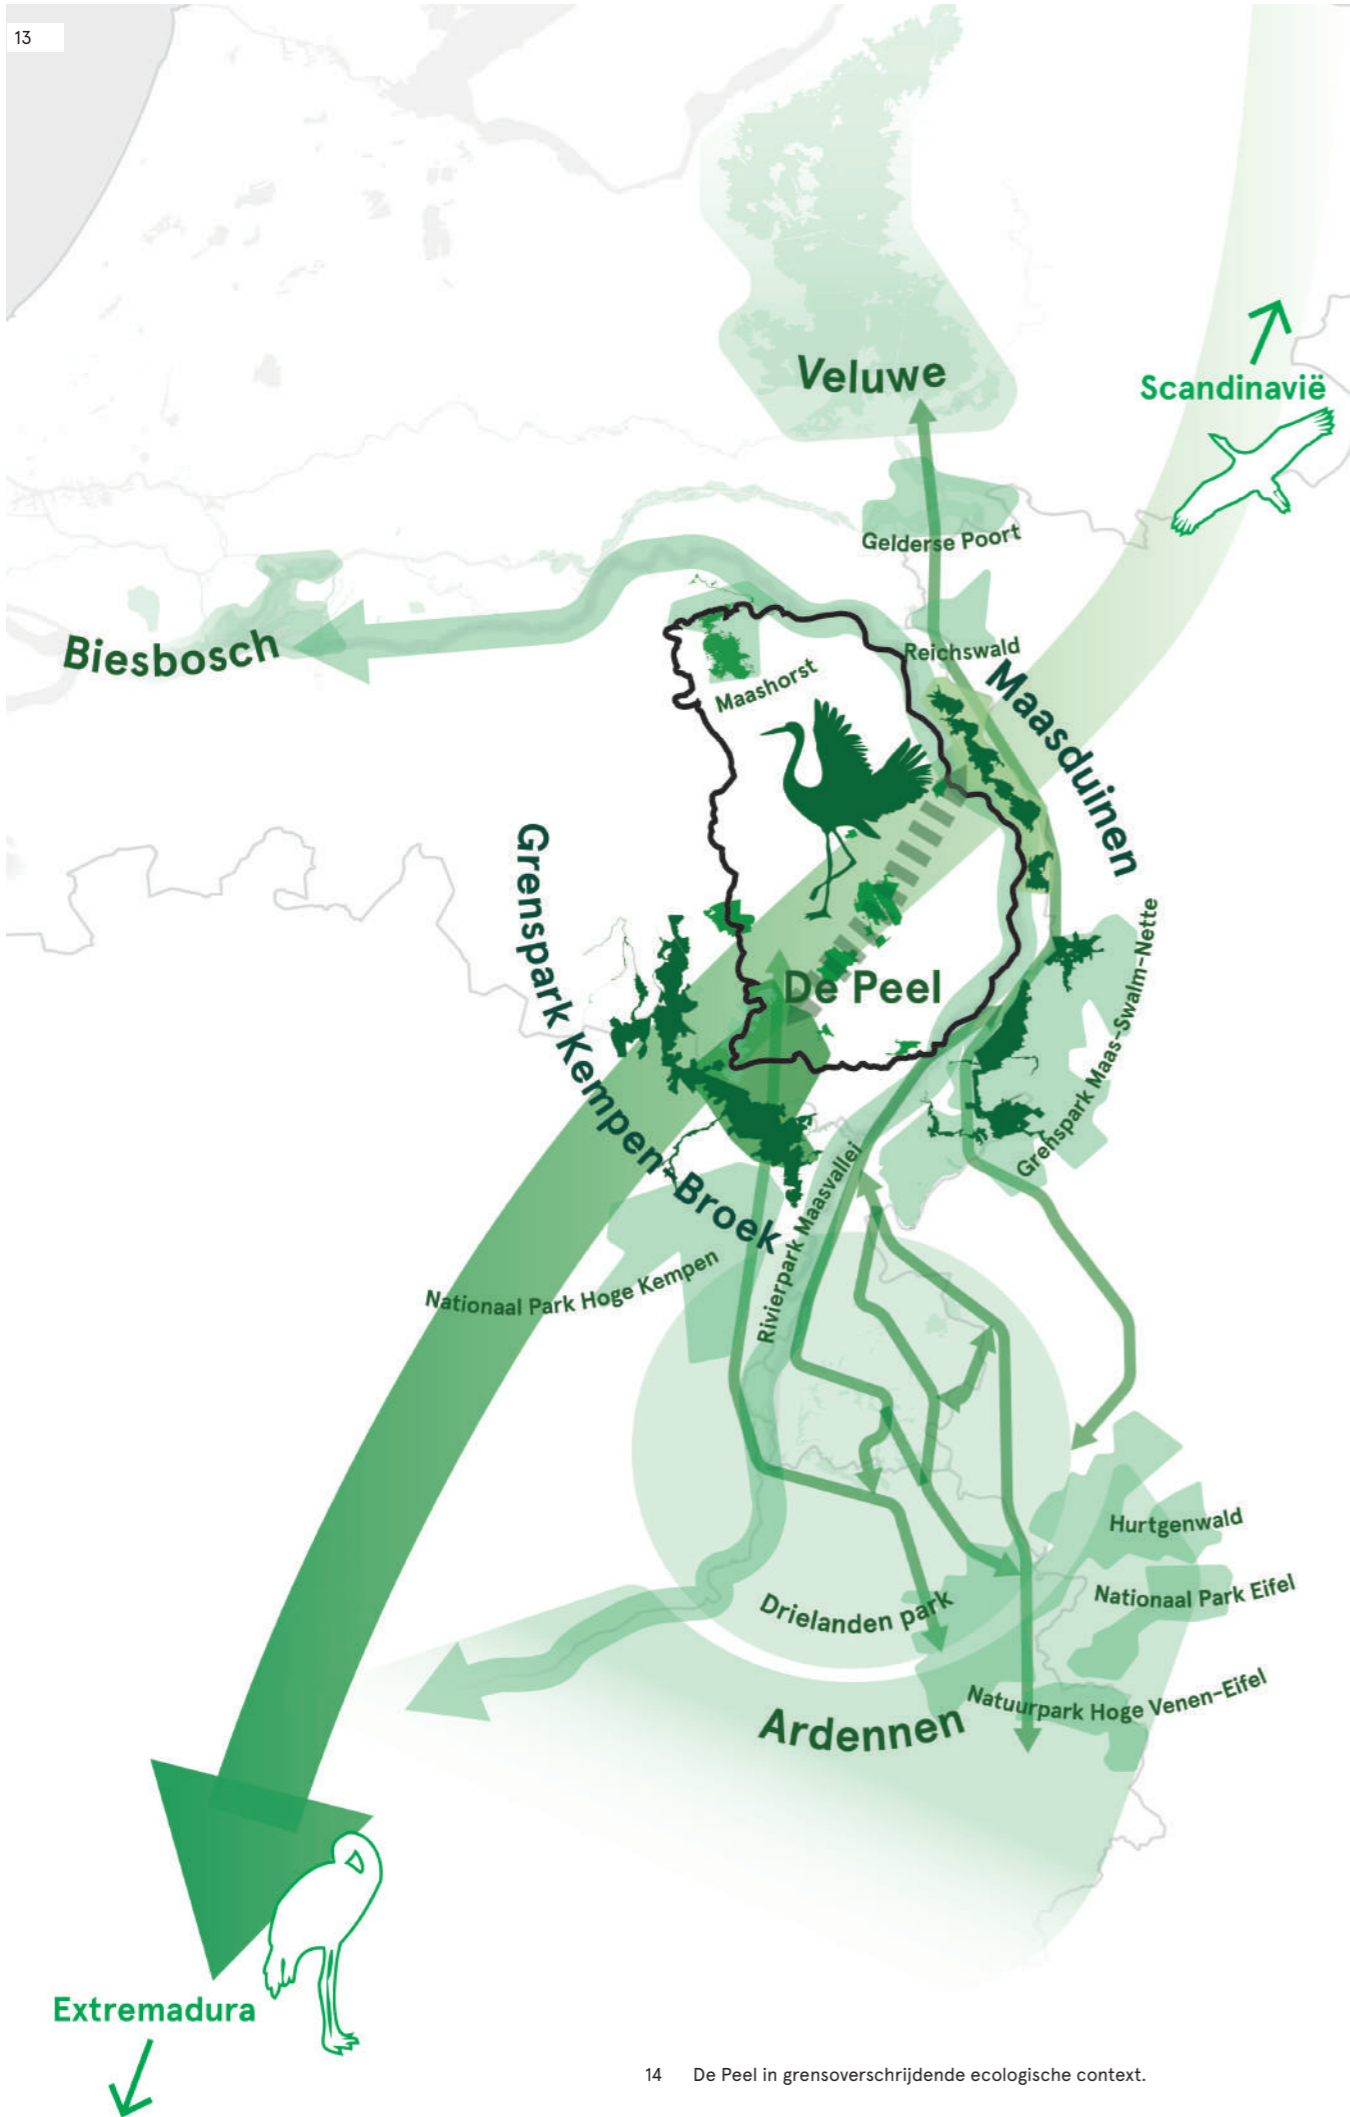 13
Veluwe
Scandinavië
Gelderse Poort
Biesbosch
Reichswald
Maashorst
Maasduinen
Grenspark Kempen-Broek
De Peel
Grenspark Maas-Swalm-Nette
Rivierpark Maasvallei
Nationaal Park Hoge Kempen
Hurtgenwald
Nationaal Park Eifel
Drielanden park
Natuurpark Hoge Venen-Eifel
Ardennen
Extremadura
14 De Peel in grensoverschrijdende ecologische context.